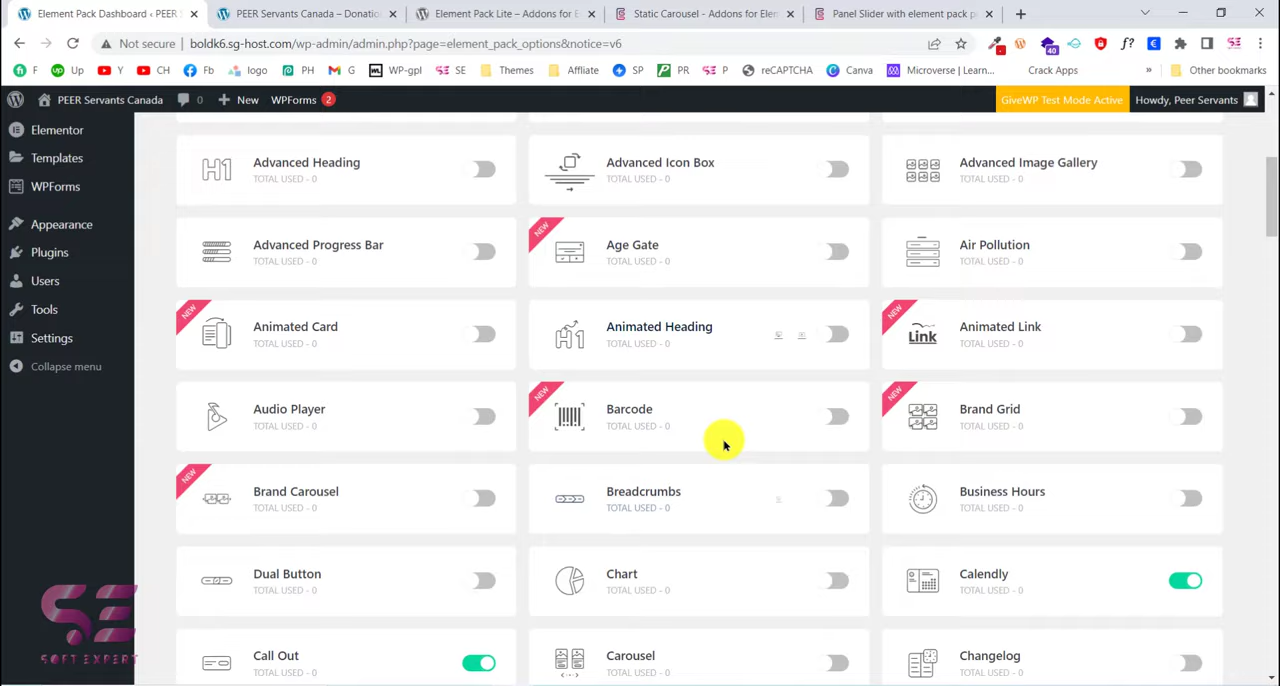 Element Pack Dashboard ‹ PEER S
PEER Servants Canada – Donatio
Element Pack Lite – Addons for E
Static Carousel - Addons for Elem
Panel Slider with element pack p
Not secure | boldk6.sg-host.com/wp-admin/admin.php?page=element_pack_options&notice=v6
40
F Up Y CH Fb logo PH G WP-gpl SE Themes Affliate SP PR SE P reCAPTCHA Canva Microverse | Learn... Crack Apps » Other bookmarks
PEER Servants Canada 0 New WPForms 2 GiveWP Test Mode Active Howdy, Peer Servants
Elementor
Templates
WPForms
Appearance
Plugins
Users
Tools
Settings
Collapse menu
Advanced Heading
TOTAL USED - 0
Advanced Icon Box
TOTAL USED - 0
Advanced Image Gallery
TOTAL USED - 0
Advanced Progress Bar
TOTAL USED - 0
NEW
Age Gate
TOTAL USED - 0
Air Pollution
TOTAL USED - 0
NEW
Animated Card
TOTAL USED - 0
H1
Animated Heading
TOTAL USED - 0
NEW
Link
Animated Link
TOTAL USED - 0
Audio Player
TOTAL USED - 0
NEW
Barcode
TOTAL USED - 0
NEW
Brand Grid
TOTAL USED - 0
NEW
Brand Carousel
TOTAL USED - 0
Breadcrumbs
TOTAL USED - 0
Business Hours
TOTAL USED - 0
Dual Button
TOTAL USED - 0
Chart
TOTAL USED - 0
Calendly
TOTAL USED - 0
Call Out
TOTAL USED - 0
Carousel
TOTAL USED - 0
Changelog
TOTAL USED - 0
SE
SOFT EXPERT